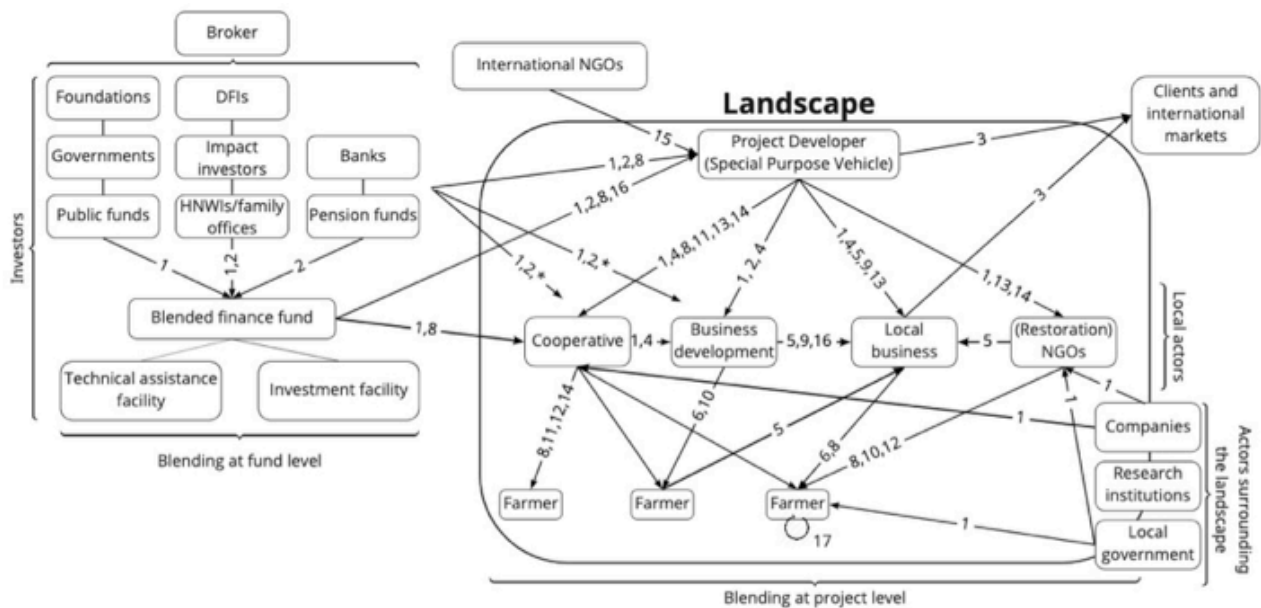 Broker
International NGOs
Foundations
DFIs
Clients and
international
markets
Landscape
Governments
Impact
investors
Banks
15
Project Developer
(Special Purpose Vehicle)
3
1,2,8
Public funds
HNWIs/family
offices
Pension funds
1,2,8,16
3
Investors
1
1,2
2
1,2,*
1,2,*
1,4,8,11,13,14
1, 2, 4
1,4,5,9,13
1,13,14
Blended finance fund
1,8
Cooperative
1,4
Business
development
5,9,16
Local
business
5
(Restoration)
NGOs
Local actors
Technical assistance
facility
Investment facility
8,11,12,14
6,10
5
6,8
8,10,12
1
1
1
Companies
Blending at fund level
Research
institutions
Actors surrounding
the landscape
Farmer
Farmer
Farmer
17
1
Local
government
Blending at project level